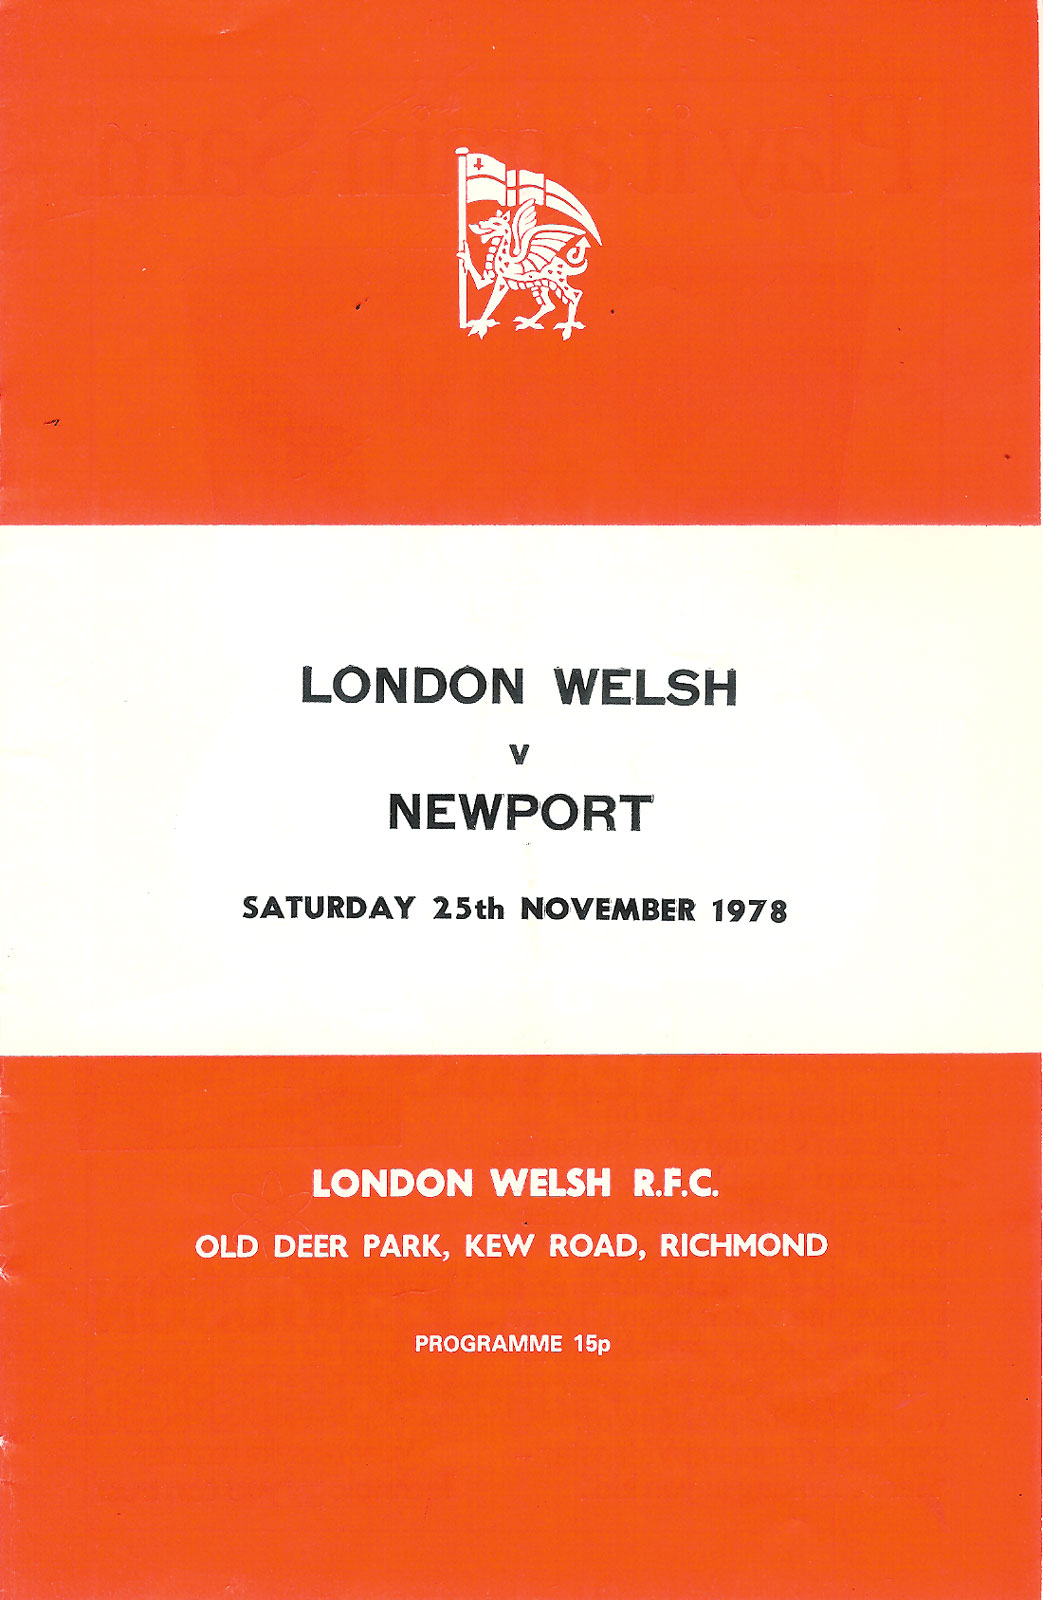 LONDON WELSH
v
NEWPORT
SATURDAY 25th NOVEMBER 1978
LONDON WELSH R.F.C.
OLD DEER PARK, KEW ROAD, RICHMOND
PROGRAMME 15p